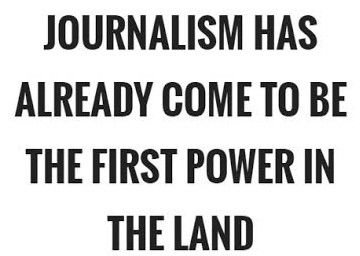 JOURNALISM HAS
ALREADY COME TO BE
THE FIRST POWER IN
THE LAND